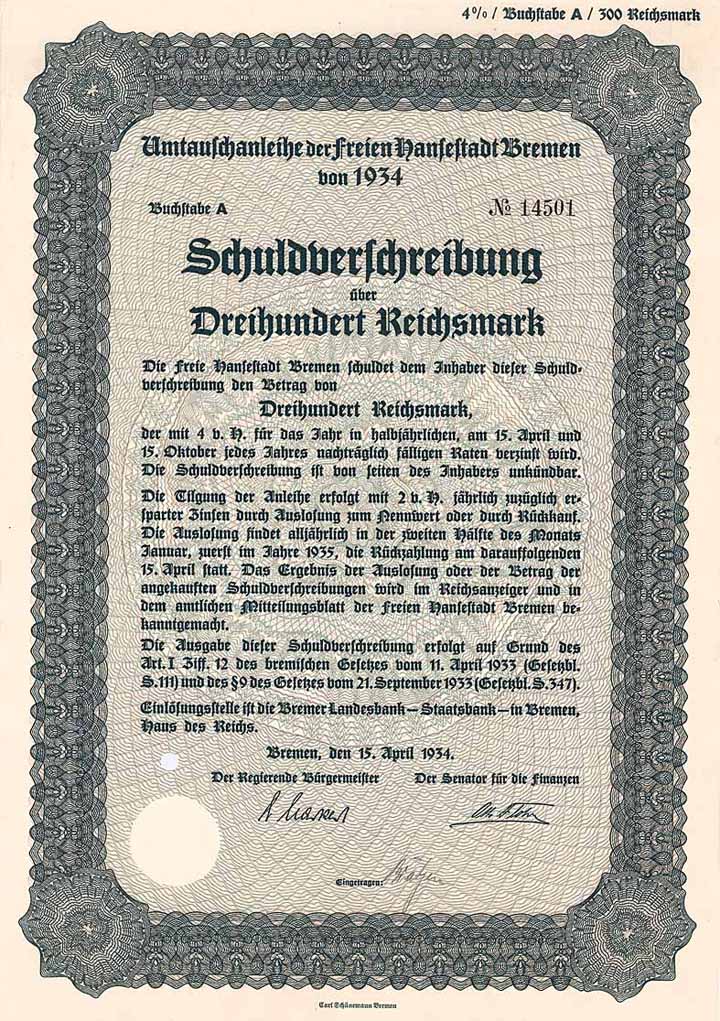 4% / Buchstabe A / 300 Reichsmark
Umtauschanleihe der Freien Hansestadt Bremen
von 1934
Buchstabe A
№ 14501
Schuldverschreibung
über
Dreihundert Reichsmark
Die Freie Hansestadt Bremen schuldet dem Inhaber dieser Schuld-
verschreibung den Betrag von
Dreihundert Reichsmark,
der mit 4 v. H. für das Jahr in halbjährlichen, am 15. April und
15. Oktober jedes Jahres nachträglich fälligen Raten verzinst wird.
Die Schuldverschreibung ist von seiten des Inhabers unkündbar.
Die Tilgung der Anleihe erfolgt mit 2 v. H. jährlich zuzüglich er-
sparter Zinsen durch Auslosung zum Nennwert oder durch Rückkauf.
Die Auslosung findet alljährlich in der zweiten Hälfte des Monats
Januar, zuerst im Jahre 1935, die Rückzahlung am darauffolgenden
15. April statt. Das Ergebnis der Auslosung oder der Betrag der
angekauften Schuldverschreibungen wird im Reichsanzeiger und in
dem amtlichen Mitteilungsblatt der Freien Hansestadt Bremen be-
kanntgemacht.
Die Ausgabe dieser Schuldverschreibung erfolgt auf Grund des
Art. I Ziff. 12 des bremischen Gesetzes vom 11. April 1933 (Gesetzbl.
S. 111) und des §9 des Gesetzes vom 21. September 1933 (Gesetzbl. S. 347).
Einlösungsstelle ist die Bremer Landesbank — Staatsbank — in Bremen,
Haus des Reichs.
Bremen, den 15. April 1934.
Der Regierende Bürgermeister
Der Senator für die Finanzen
Eingetragen:
Carl Schünemann Bremen